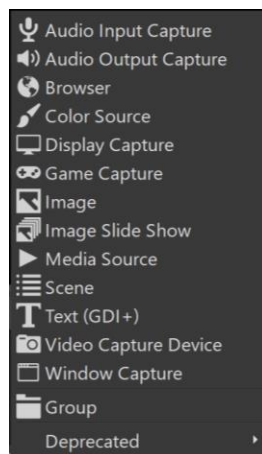 Audio Input Capture
Audio Output Capture
Browser
Color Source
Display Capture
Game Capture
Image
Image Slide Show
Media Source
Scene
Text (GDI+)
Video Capture Device
Window Capture
Group
Deprecated